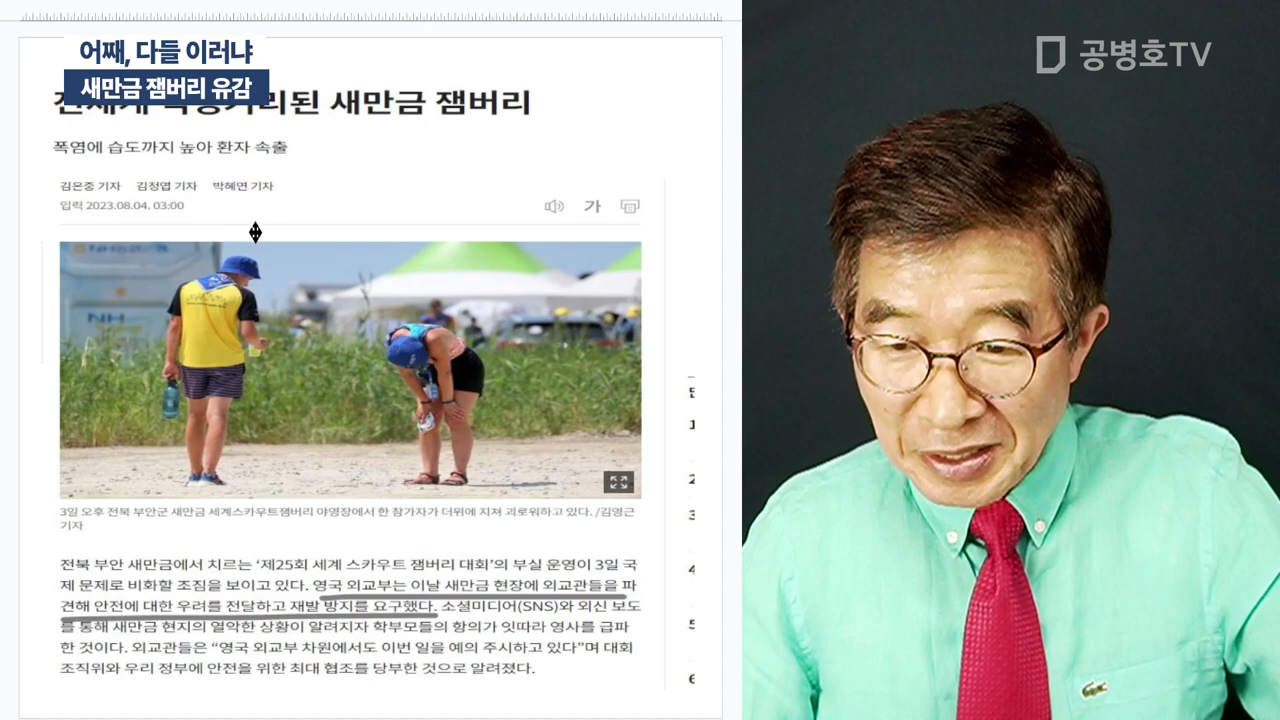 어째, 다들 이러냐
새만금 잼버리 유감
공병호TV
새만금 잼버리
폭염에 습도까지 높아 환자 속출
김은중 기자 김정엽 기자 박혜연 기자
입력 2023.08.04. 03:00
가
NH
3일 오후 전북 부안군 새만금 세계스카우트잼버리 야영장에서 한 참가자가 더위에 지쳐 괴로워하고 있다. /김영근
기자
전북 부안 새만금에서 치르는 ‘제25회 세계 스카우트 잼버리 대회’의 부실 운영이 3일 국
제 문제로 비화할 조짐을 보이고 있다. 영국 외교부는 이날 새만금 현장에 외교관들을 파
견해 안전에 대한 우려를 전달하고 재발 방지를 요구했다. 소셜미디어(SNS)와 외신 보도
를 통해 새만금 현지의 열악한 상황이 알려지자 학부모들의 항의가 잇따라 영사를 급파
한 것이다. 외교관들은 “영국 외교부 차원에서도 이번 일을 예의 주시하고 있다”며 대회
조직위와 우리 정부에 안전을 위한 최대 협조를 당부한 것으로 알려졌다.
1
2
3
4
5
6